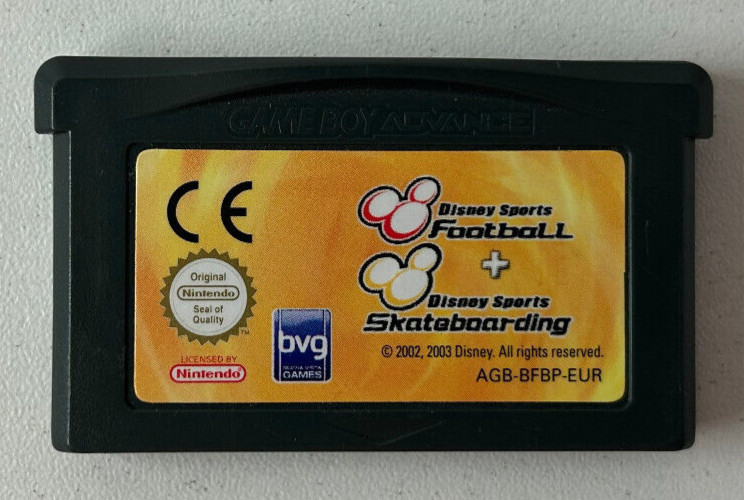 GAME BOY ADVANCE
CE
Original
Nintendo
Seal of
Quality
TM
LICENSED BY
Nintendo
bvg
BUENA VISTA
GAMES
Disney Sports
Football
+
Disney Sports
Skateboarding
© 2002, 2003 Disney. All rights reserved.
AGB-BFBP-EUR